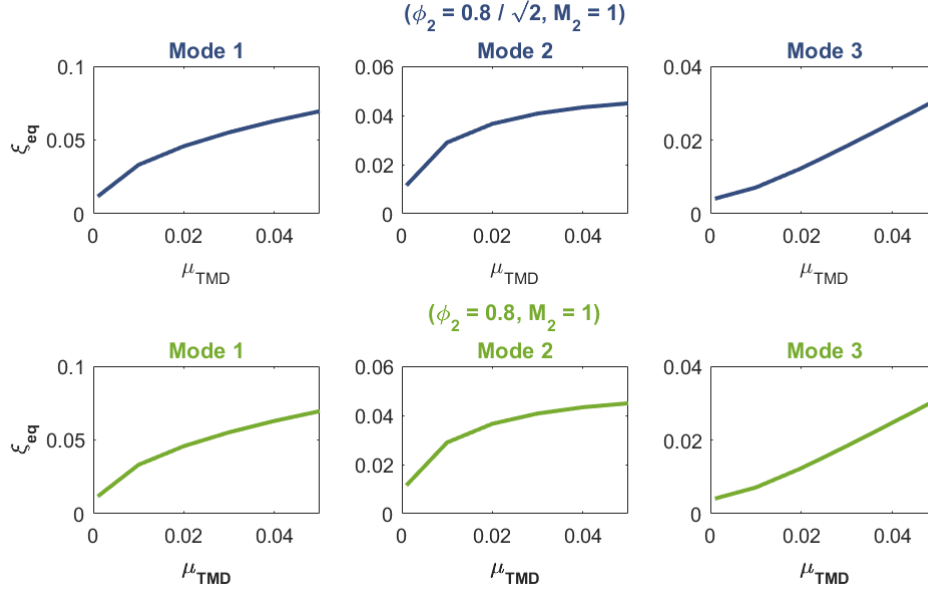 (ϕ2 = 0.8 / √2, M2 = 1)
Mode 1 Mode 2 Mode 3
0.1 0.06 0.04
0.04
0.05 0.02
0.02
0 0 0
0 0.02 0.04 0 0.02 0.04 0 0.02 0.04
ξeq
μTMD μTMD μTMD
(ϕ2 = 0.8, M2 = 1)
Mode 1 Mode 2 Mode 3
0.1 0.06 0.04
0.04
0.05 0.02
0.02
0 0 0
0 0.02 0.04 0 0.02 0.04 0 0.02 0.04
ξeq
μTMD μTMD μTMD